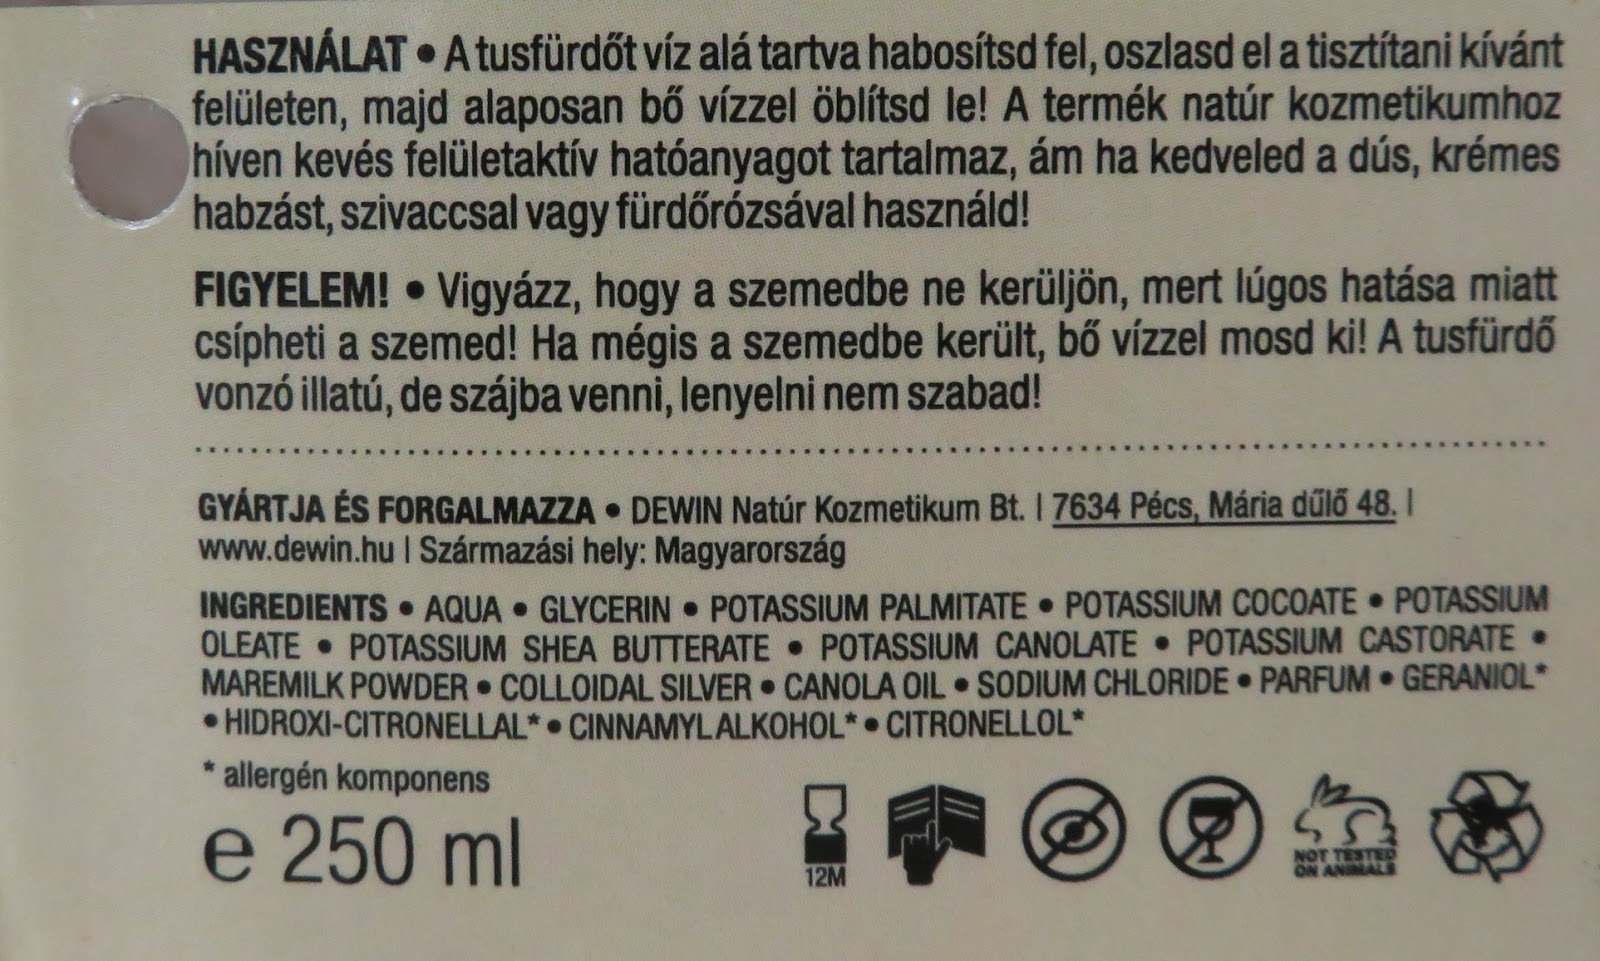 HASZNÁLAT • A tusfürdőt víz alá tartva habosítsd fel, oszlasd el a tisztítani kívánt
felületen, majd alaposan bő vízzel öblítsd le! A termék natúr kozmetikumhoz
híven kevés felületaktív hatóanyagot tartalmaz, ám ha kedveled a dús, krémes
habzást, szivaccsal vagy fürdőrózsával használd!
FIGYELEM! • Vigyázz, hogy a szemedbe ne kerüljön, mert lúgos hatása miatt
csípheti a szemed! Ha mégis a szemedbe került, bő vízzel mosd ki! A tusfürdő
vonzó illatú, de szájba venni, lenyelni nem szabad!
GYÁRTJA ÉS FORGALMAZZA • DEWIN Natúr Kozmetikum Bt. | 7634 Pécs, Mária dűlő 48. |
www.dewin.hu | Származási hely: Magyarország
INGREDIENTS • AQUA • GLYCERIN • POTASSIUM PALMITATE • POTASSIUM COCOATE • POTASSIUM
OLEATE • POTASSIUM SHEA BUTTERATE • POTASSIUM CANOLATE • POTASSIUM CASTORATE •
MAREMILK POWDER • COLLOIDAL SILVER • CANOLA OIL • SODIUM CHLORIDE • PARFUM • GERANIOL*
• HIDROXI-CITRONELLAL* • CINNAMYLALKOHOL* • CITRONELLOL*
* allergén komponens
e 250 ml
12M
NOT TESTED
ON ANIMALS